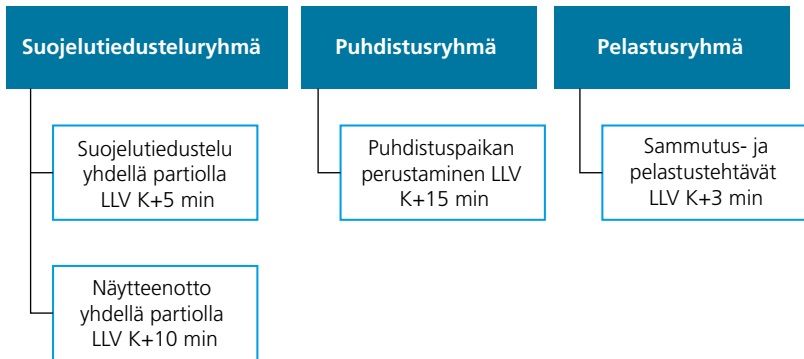 Suojelutiedusteluryhmä
Suojelutiedustelu
yhdellä partiolla
LLV K+5 min
Näytteenotto
yhdellä partiolla
LLV K+10 min
Puhdistusryhmä
Puhdistuspaikan
perustaminen LLV
K+15 min
Pelastusryhmä
Sammutus- ja
pelastustehtävät
LLV K+3 min